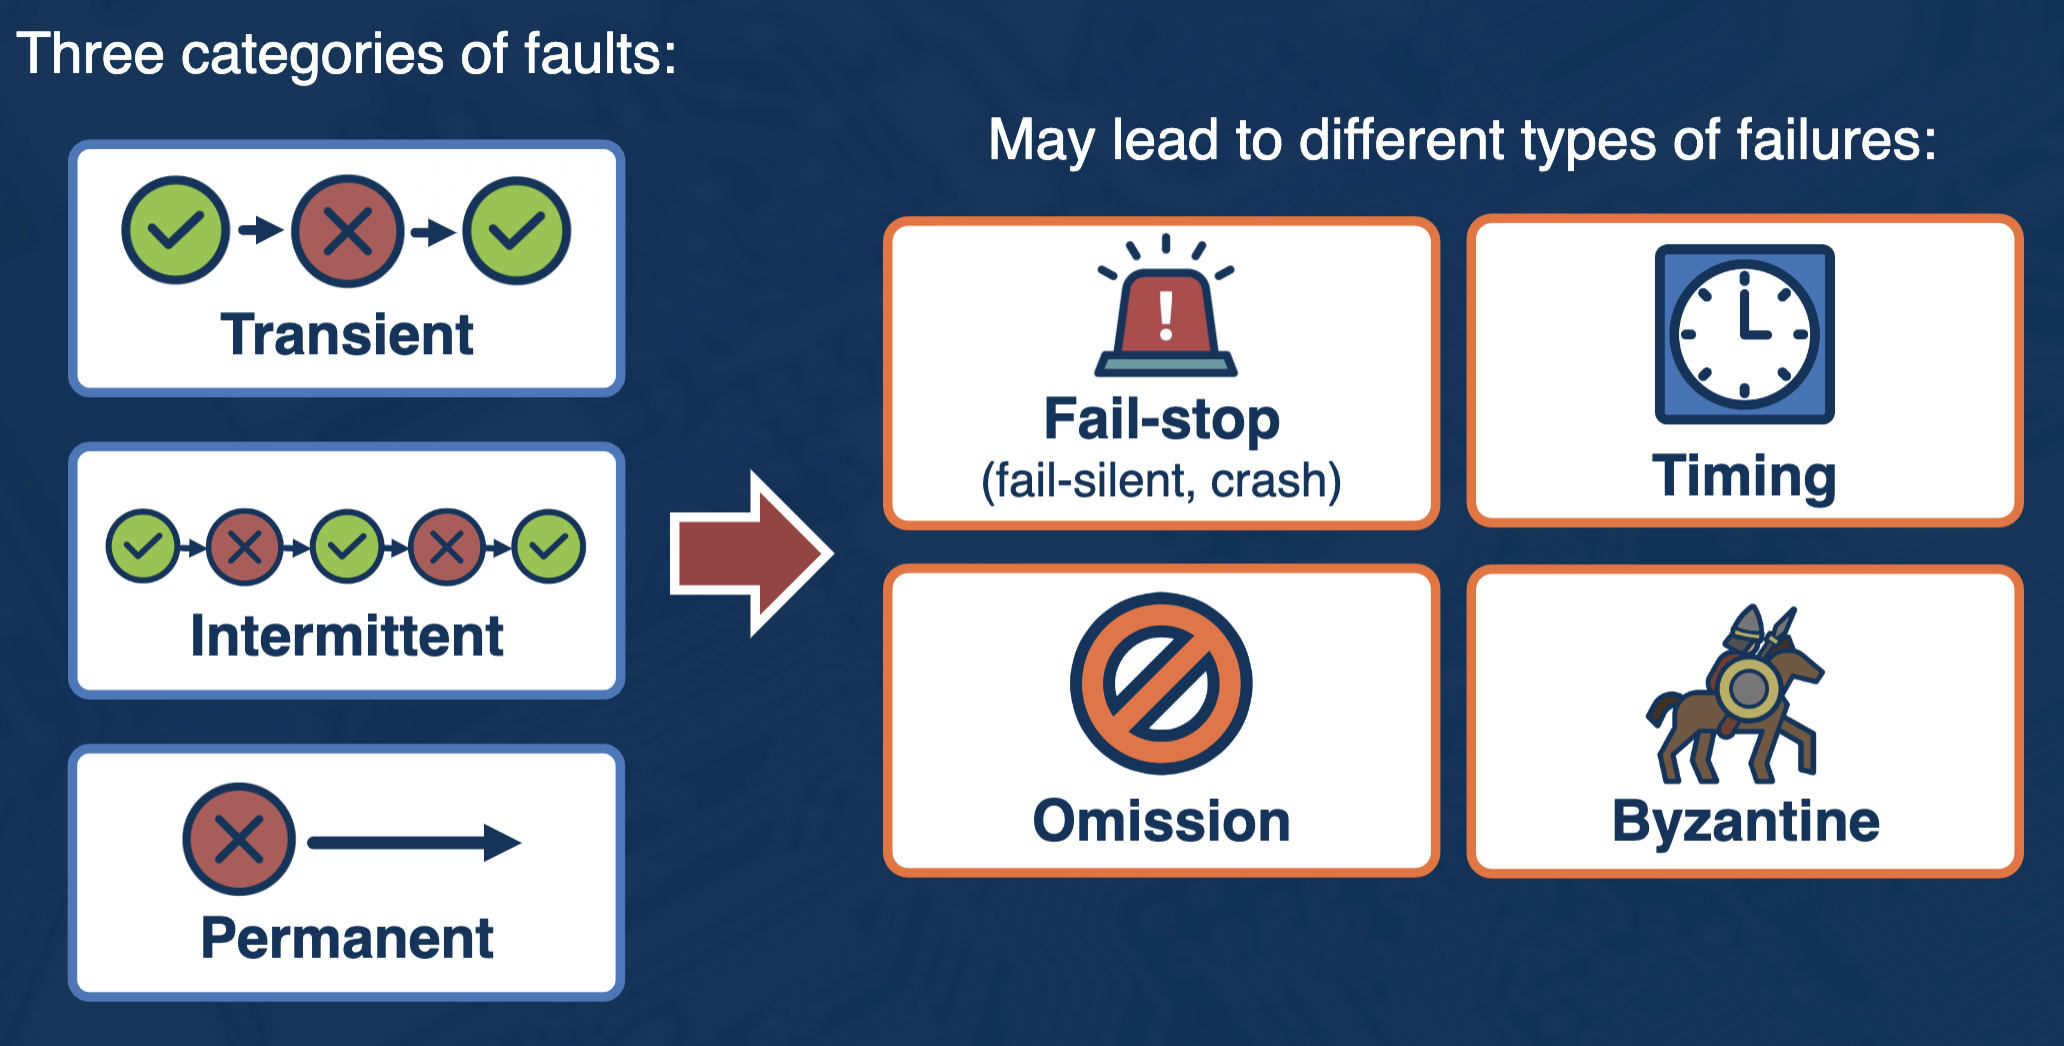 Three categories of faults:
Transient
Intermittent
Permanent
May lead to different types of failures:
!
Fail-stop
(fail-silent, crash)
Timing
Omission
Byzantine